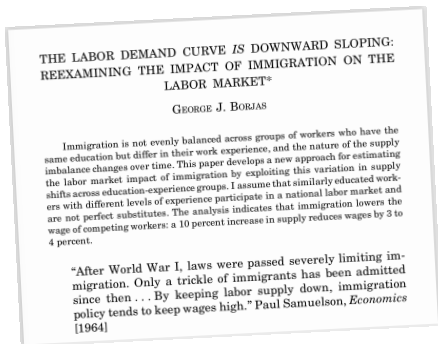 THE LABOR DEMAND CURVE IS DOWNWARD SLOPING:
REEXAMINING THE IMPACT OF IMMIGRATION ON THE
LABOR MARKET*
GEORGE J. BORJAS
Immigration is not evenly balanced across groups of workers who have the
same education but differ in their work experience, and the nature of the supply
imbalance changes over time. This paper develops a new approach for estimating
the labor market impact of immigration by exploiting this variation in supply
shifts across education-experience groups. I assume that similarly educated work-
ers with different levels of experience participate in a national labor market and
are not perfect substitutes. The analysis indicates that immigration lowers the
wage of competing workers: a 10 percent increase in supply reduces wages by 3 to
4 percent.
“After World War I, laws were passed severely limiting im-
migration. Only a trickle of immigrants has been admitted
since then . . . By keeping labor supply down, immigration
policy tends to keep wages high.” Paul Samuelson, Economics
[1964]